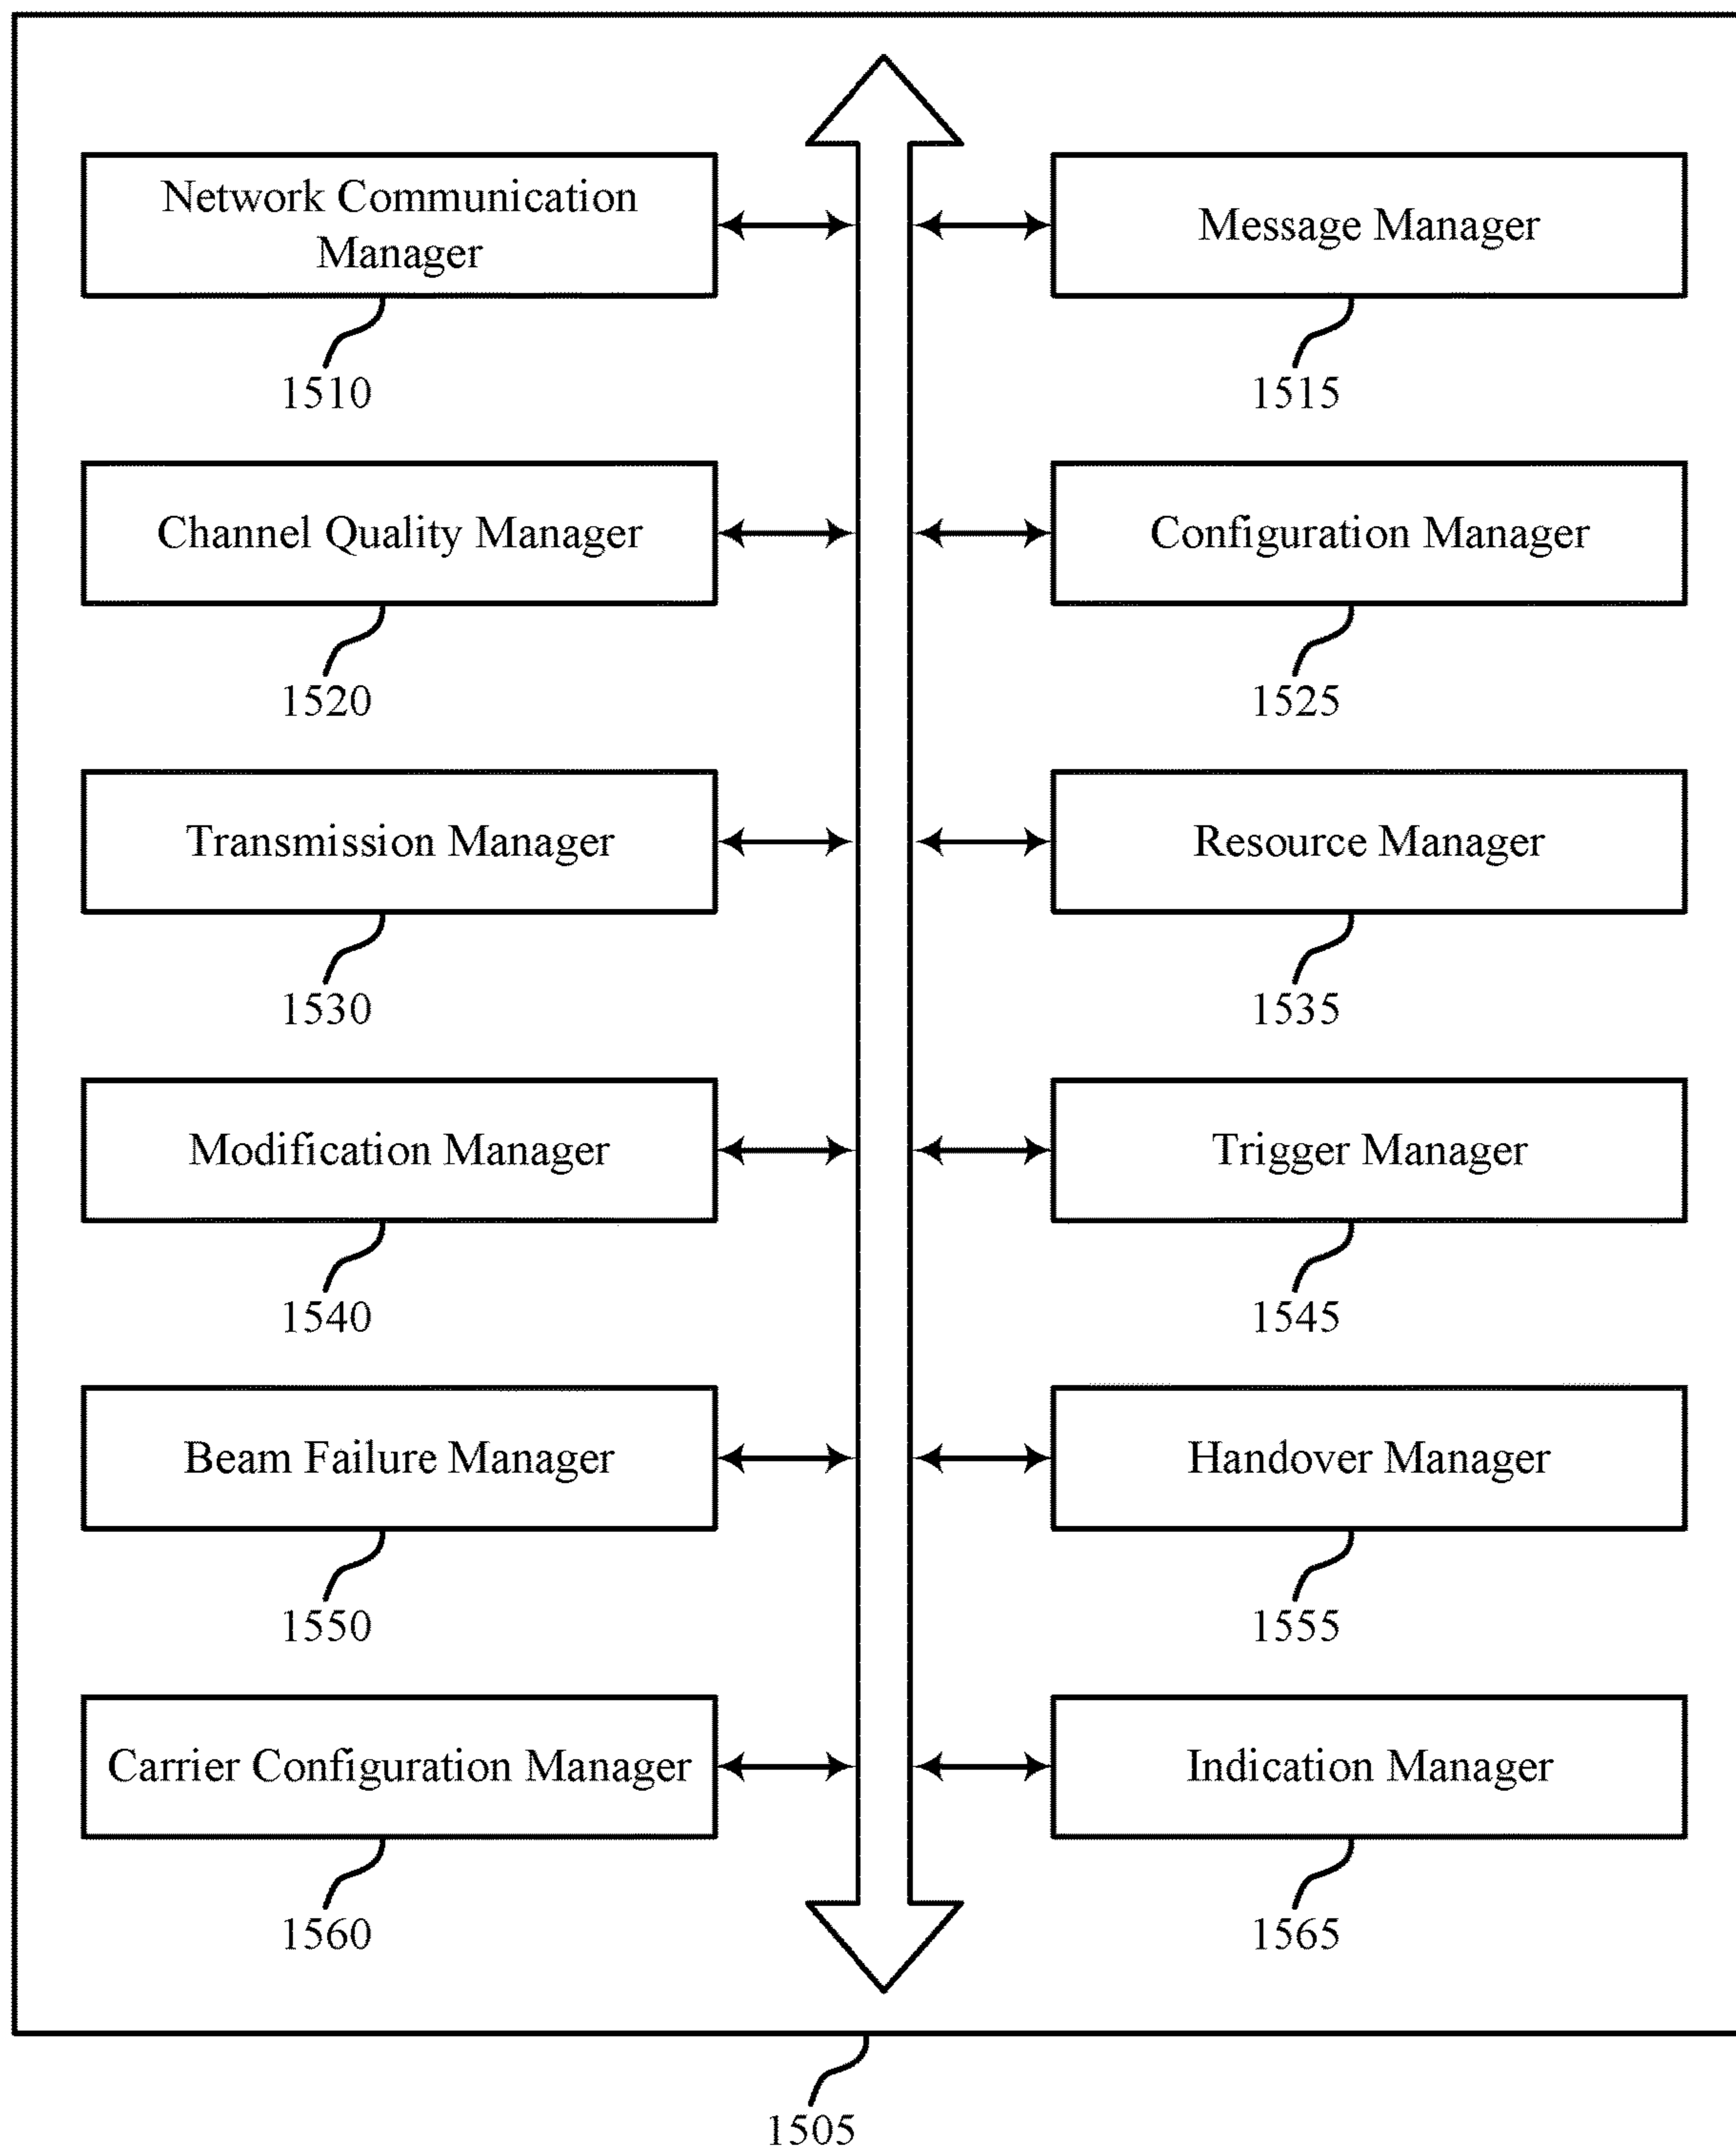 Network Communication
Manager
1510
Message Manager
1515
Channel Quality Manager
1520
Configuration Manager
1525
Transmission Manager
1530
Resource Manager
1535
Modification Manager
1540
Trigger Manager
1545
Beam Failure Manager
1550
Handover Manager
1555
Carrier Configuration Manager
1560
Indication Manager
1565
1505